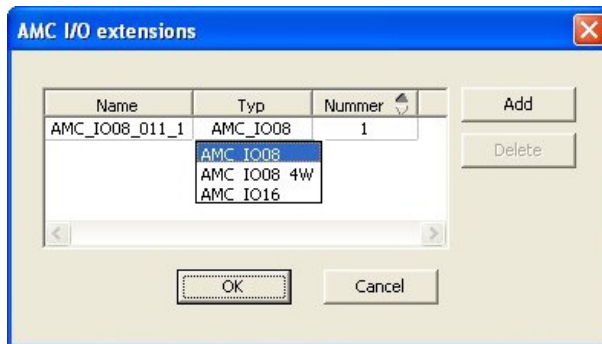 AMC I/O extensions
Name Typ Nummer
AMC_IO08_011_1 AMC_IO08 1
AMC_IO08
AMC_IO08_4W
AMC_IO16
Add
Delete
OK Cancel